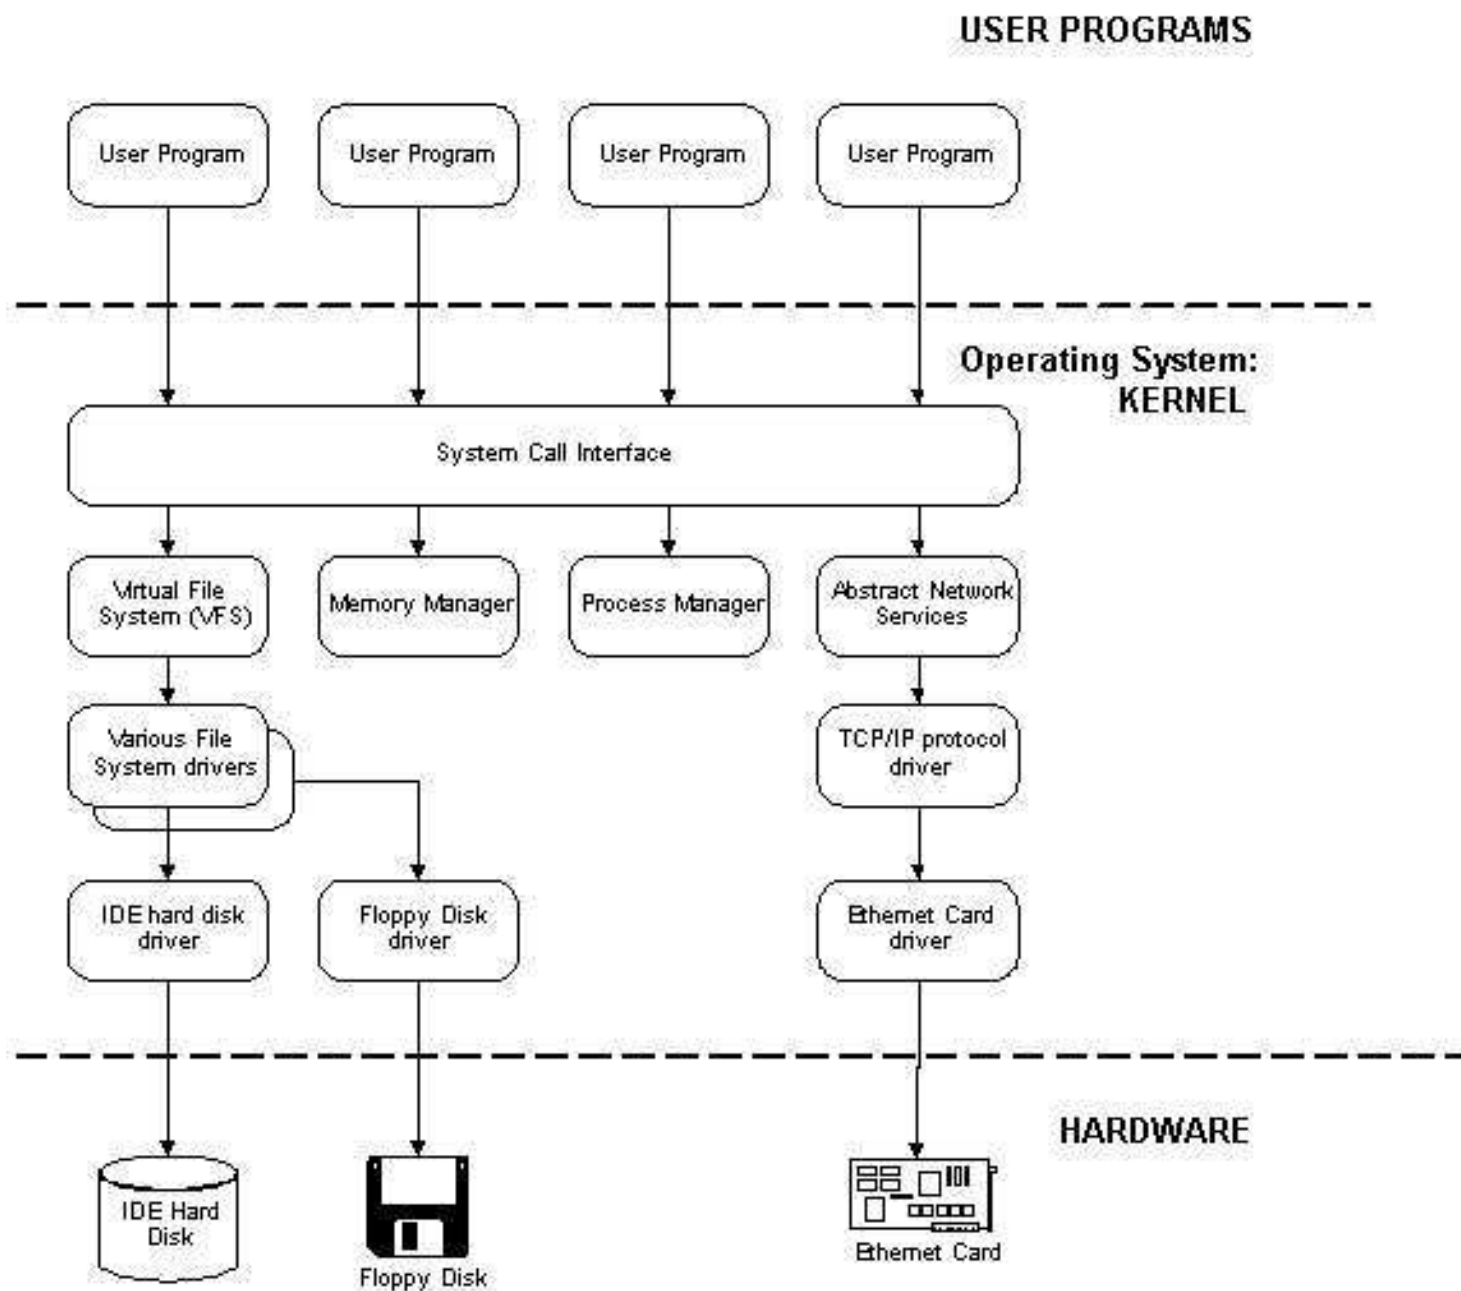 USER PROGRAMS
User Program
User Program
User Program
User Program
Operating System:
KERNEL
System Call Interface
Virtual File
System (VFS)
Memory Manager
Process Manager
Abstract Network
Services
Various File
System drivers
TCP/IP protocol
driver
IDE hard disk
driver
Floppy Disk
driver
Ethernet Card
driver
HARDWARE
IDE Hard
Disk
Floppy Disk
Ethernet Card